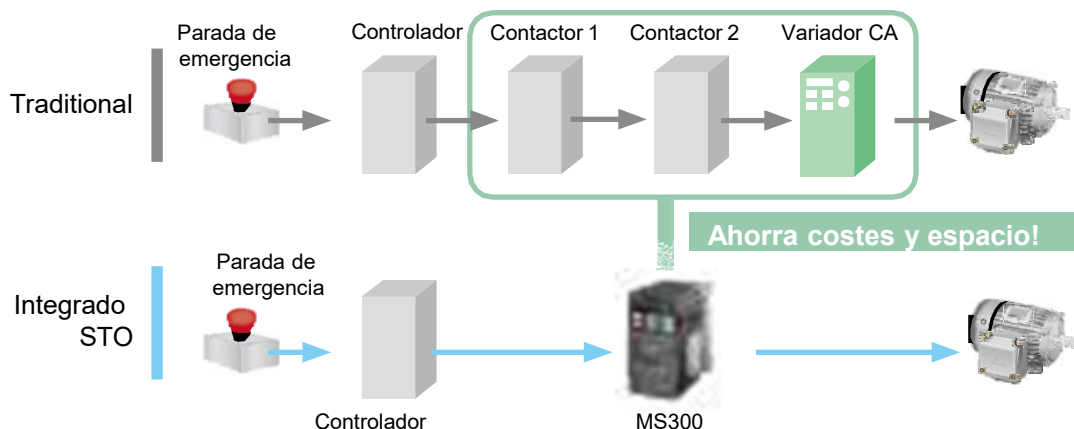 Parada de
emergencia
Controlador
Contactor 1
Contactor 2
Variador CA
Traditional
Ahorra costes y espacio!
Parada de
emergencia
Integrado
STO
Controlador
MS300